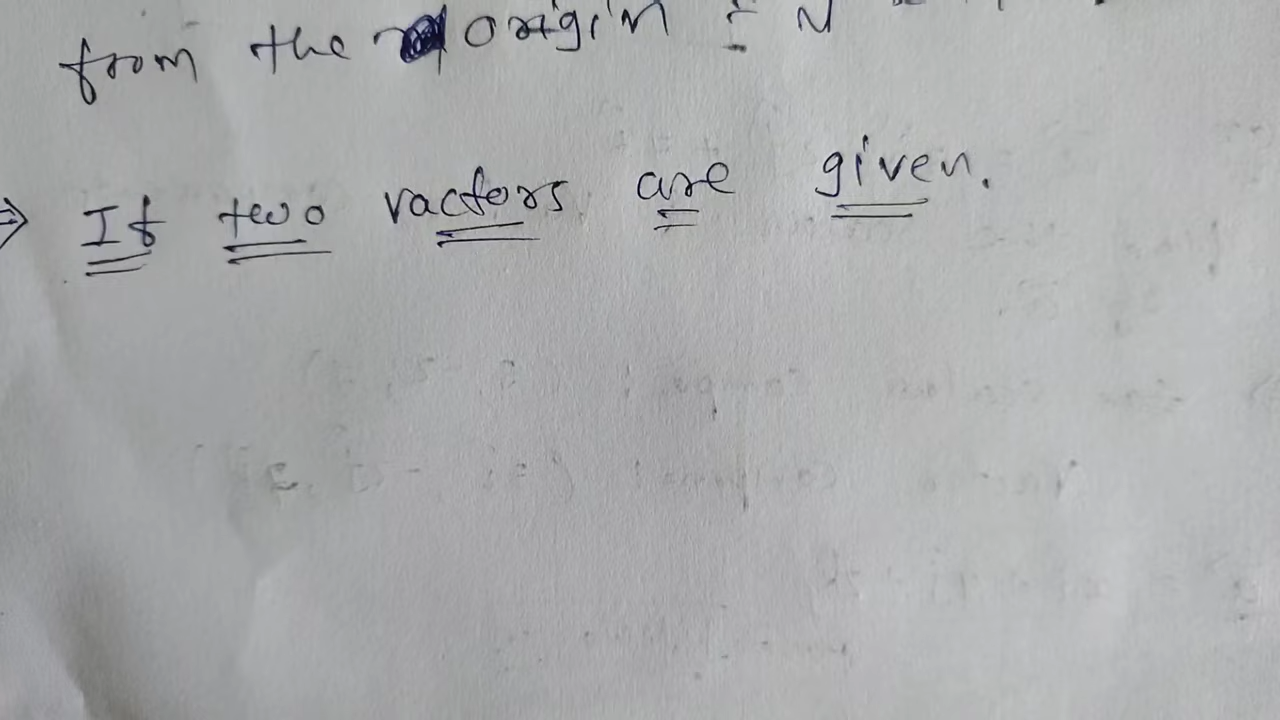 from the origin = N
⇒ If two vactors are given.